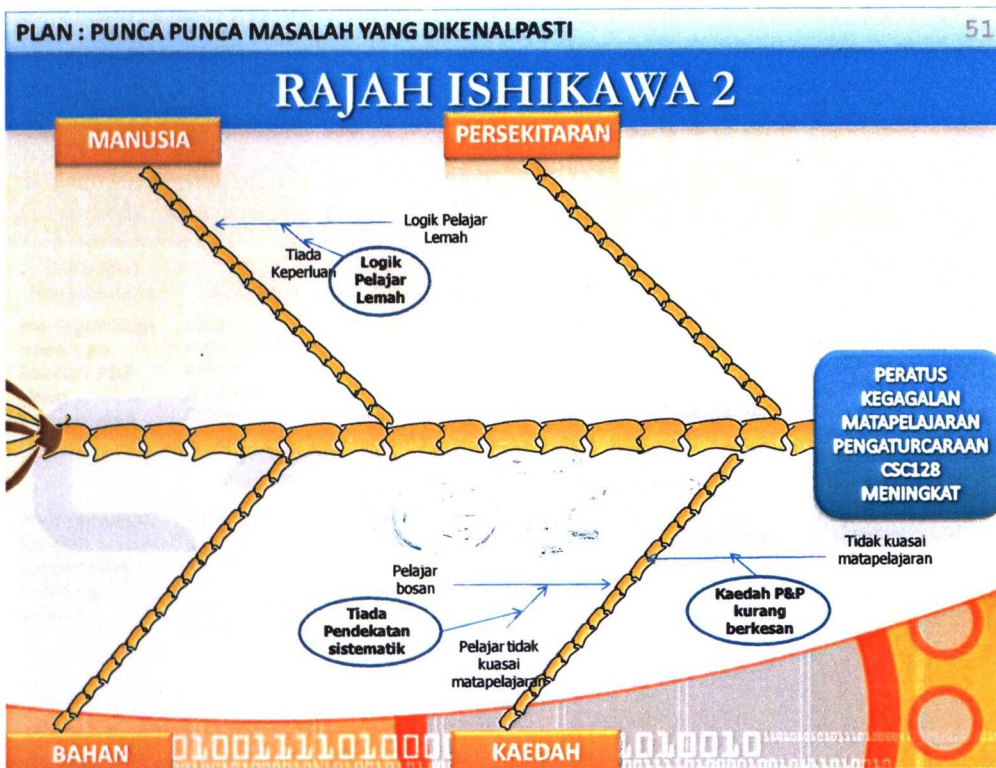 PLAN : PUNCA PUNCA MASALAH YANG DIKENALPASTI
51
RAJAH ISHIKAWA 2
MANUSIA
PERSEKITARAN
Logik Pelajar
Lemah
Tiada
Keperluan
Logik
Pelajar
Lemah
PERATUS
KEGAGALAN
MATAPELAJARAN
PENGATURCARAAN
CSC128
MENINGKAT
Tidak kuasai
matapelajaran
Pelajar
bosan
Kaedah P&P
kurang
berkesan
Tiada
Pendekatan
sistematik
Pelajar tidak
kuasai
matapelajaran
BAHAN
KAEDAH